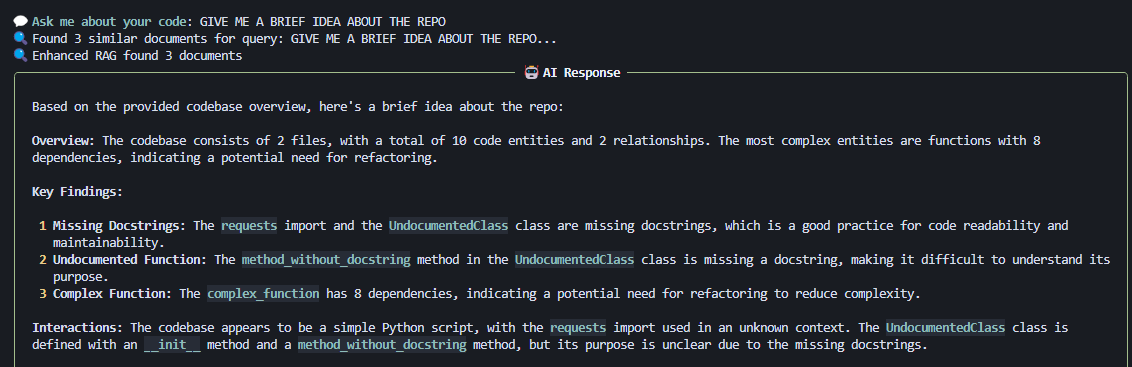 💬 Ask me about your code: GIVE ME A BRIEF IDEA ABOUT THE REPO
🔍 Found 3 similar documents for query: GIVE ME A BRIEF IDEA ABOUT THE REPO...
🔍 Enhanced RAG found 3 documents
🤖 AI Response
Based on the provided codebase overview, here's a brief idea about the repo:
Overview: The codebase consists of 2 files, with a total of 10 code entities and 2 relationships. The most complex entities are functions with 8
dependencies, indicating a potential need for refactoring.
Key Findings:
1 Missing Docstrings: The requests import and the UndocumentedClass class are missing docstrings, which is a good practice for code readability and
maintainability.
2 Undocumented Function: The method_without_docstring method in the UndocumentedClass class is missing a docstring, making it difficult to understand its
purpose.
3 Complex Function: The complex_function has 8 dependencies, indicating a potential need for refactoring to reduce complexity.
Interactions: The codebase appears to be a simple Python script, with the requests import used in an unknown context. The UndocumentedClass class is
defined with an __init__ method and a method_without_docstring method, but its purpose is unclear due to the missing docstrings.